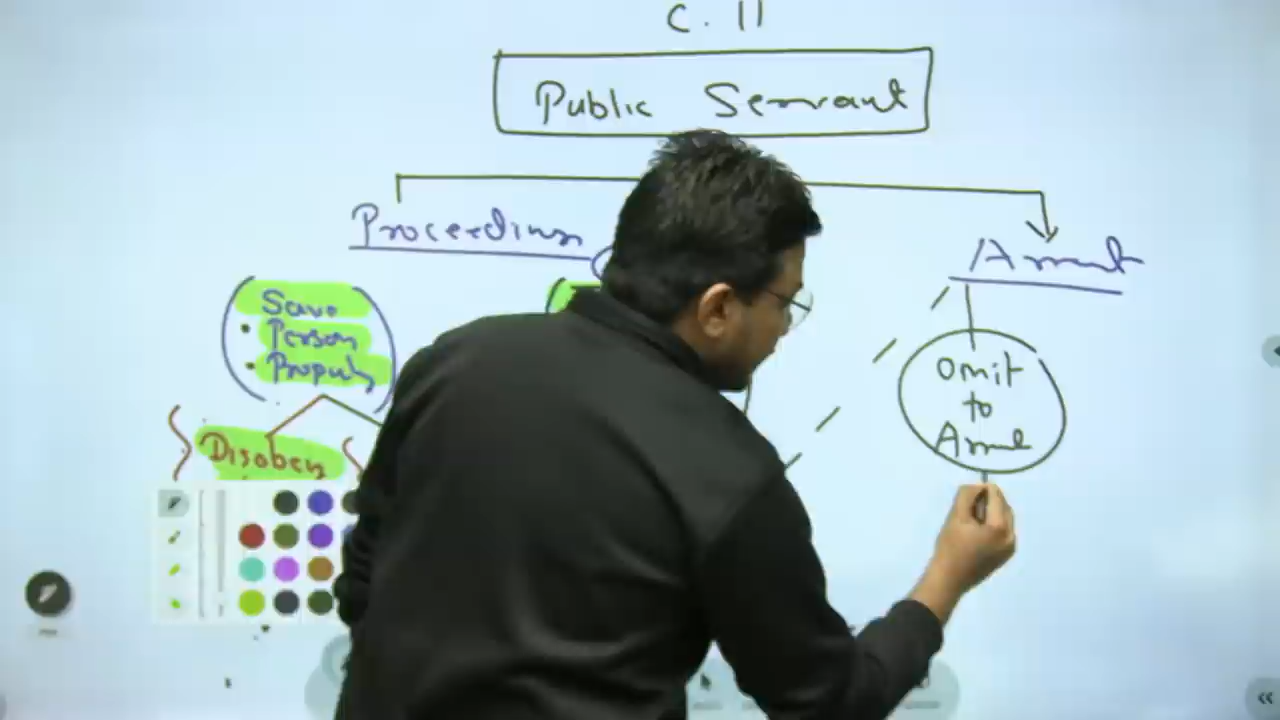 C. 11
Public Servant
Proceedings
Arrest
Save
• Person
• Property
Omit
to
Arrest
Disobey